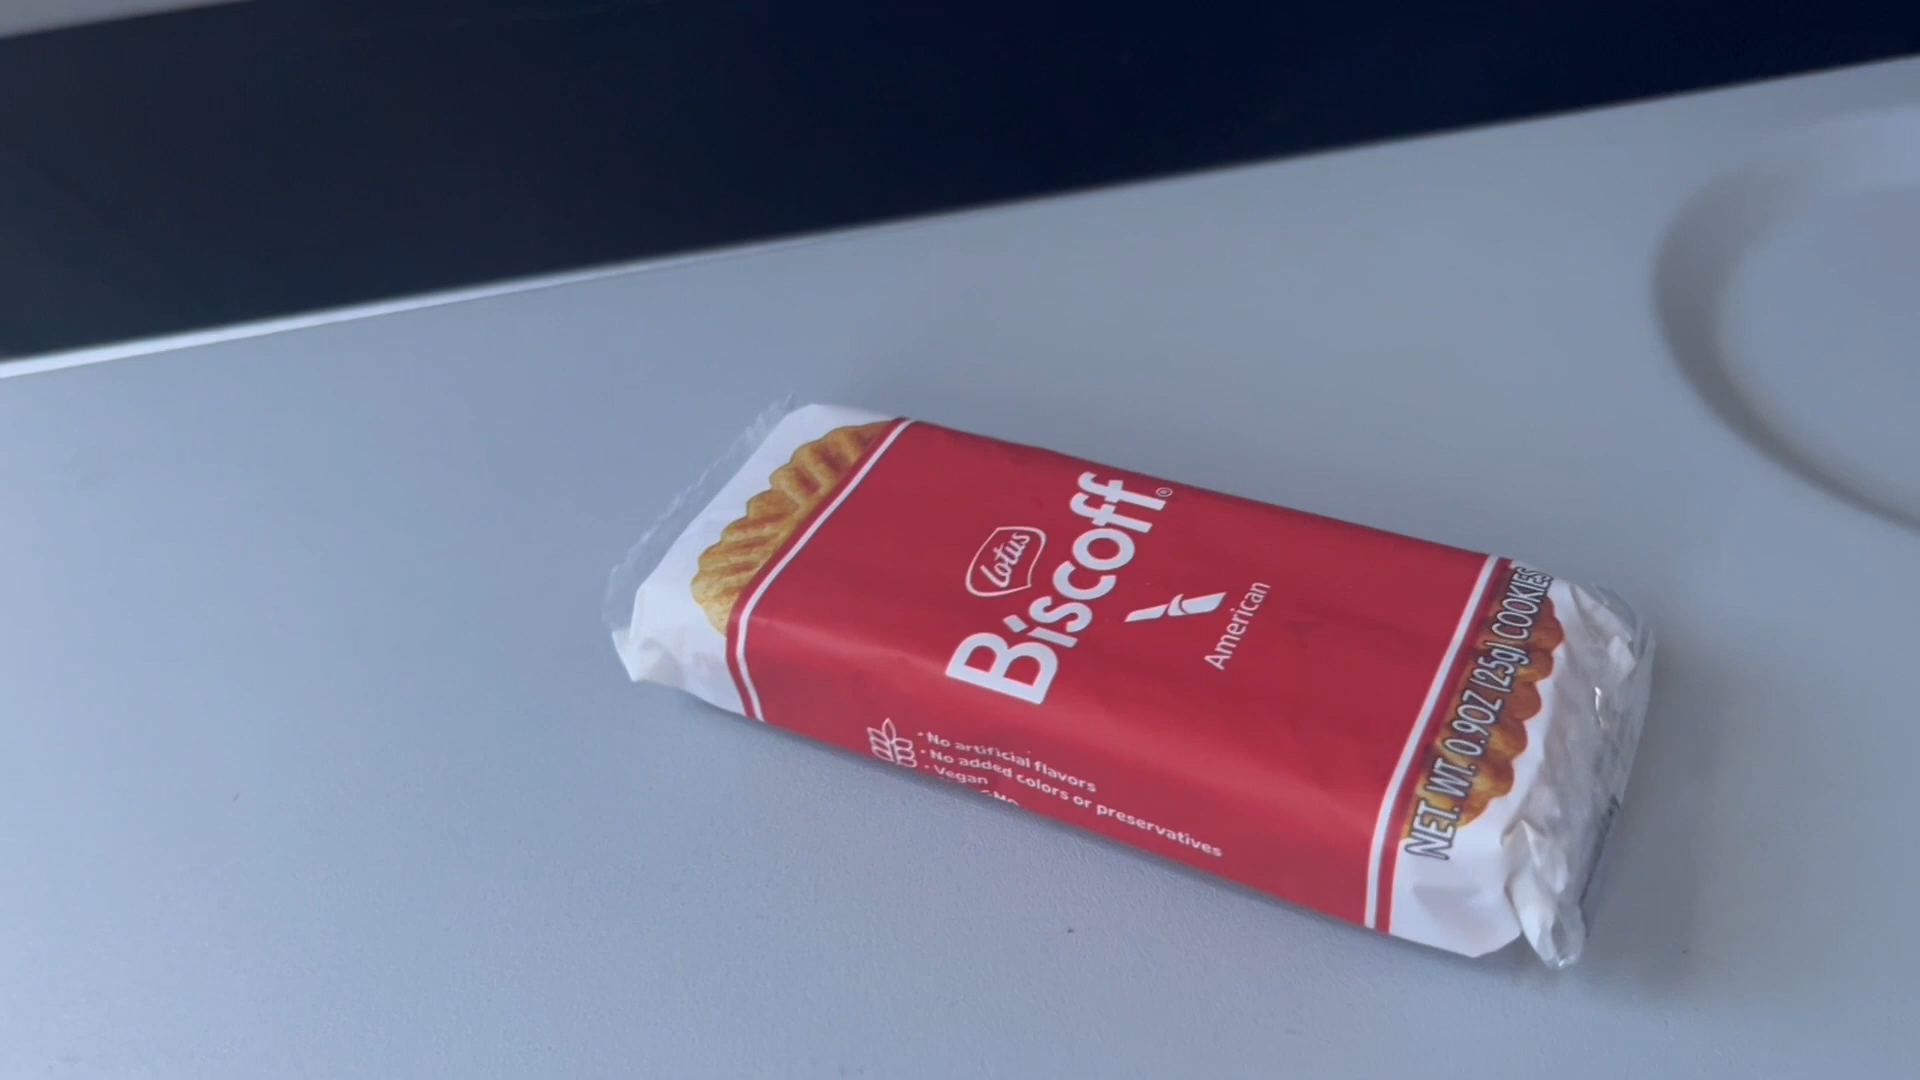 Lotus
Biscoff®
American
• No artificial flavors
• No added colors or preservatives
• Vegan
NET. WT. 0.9OZ (25g) COOKIES